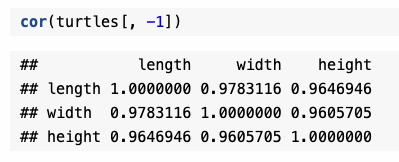 cor(turtles[, -1])
##           length     width    height
## length 1.0000000 0.9783116 0.9646946
## width  0.9783116 1.0000000 0.9605705
## height 0.9646946 0.9605705 1.0000000